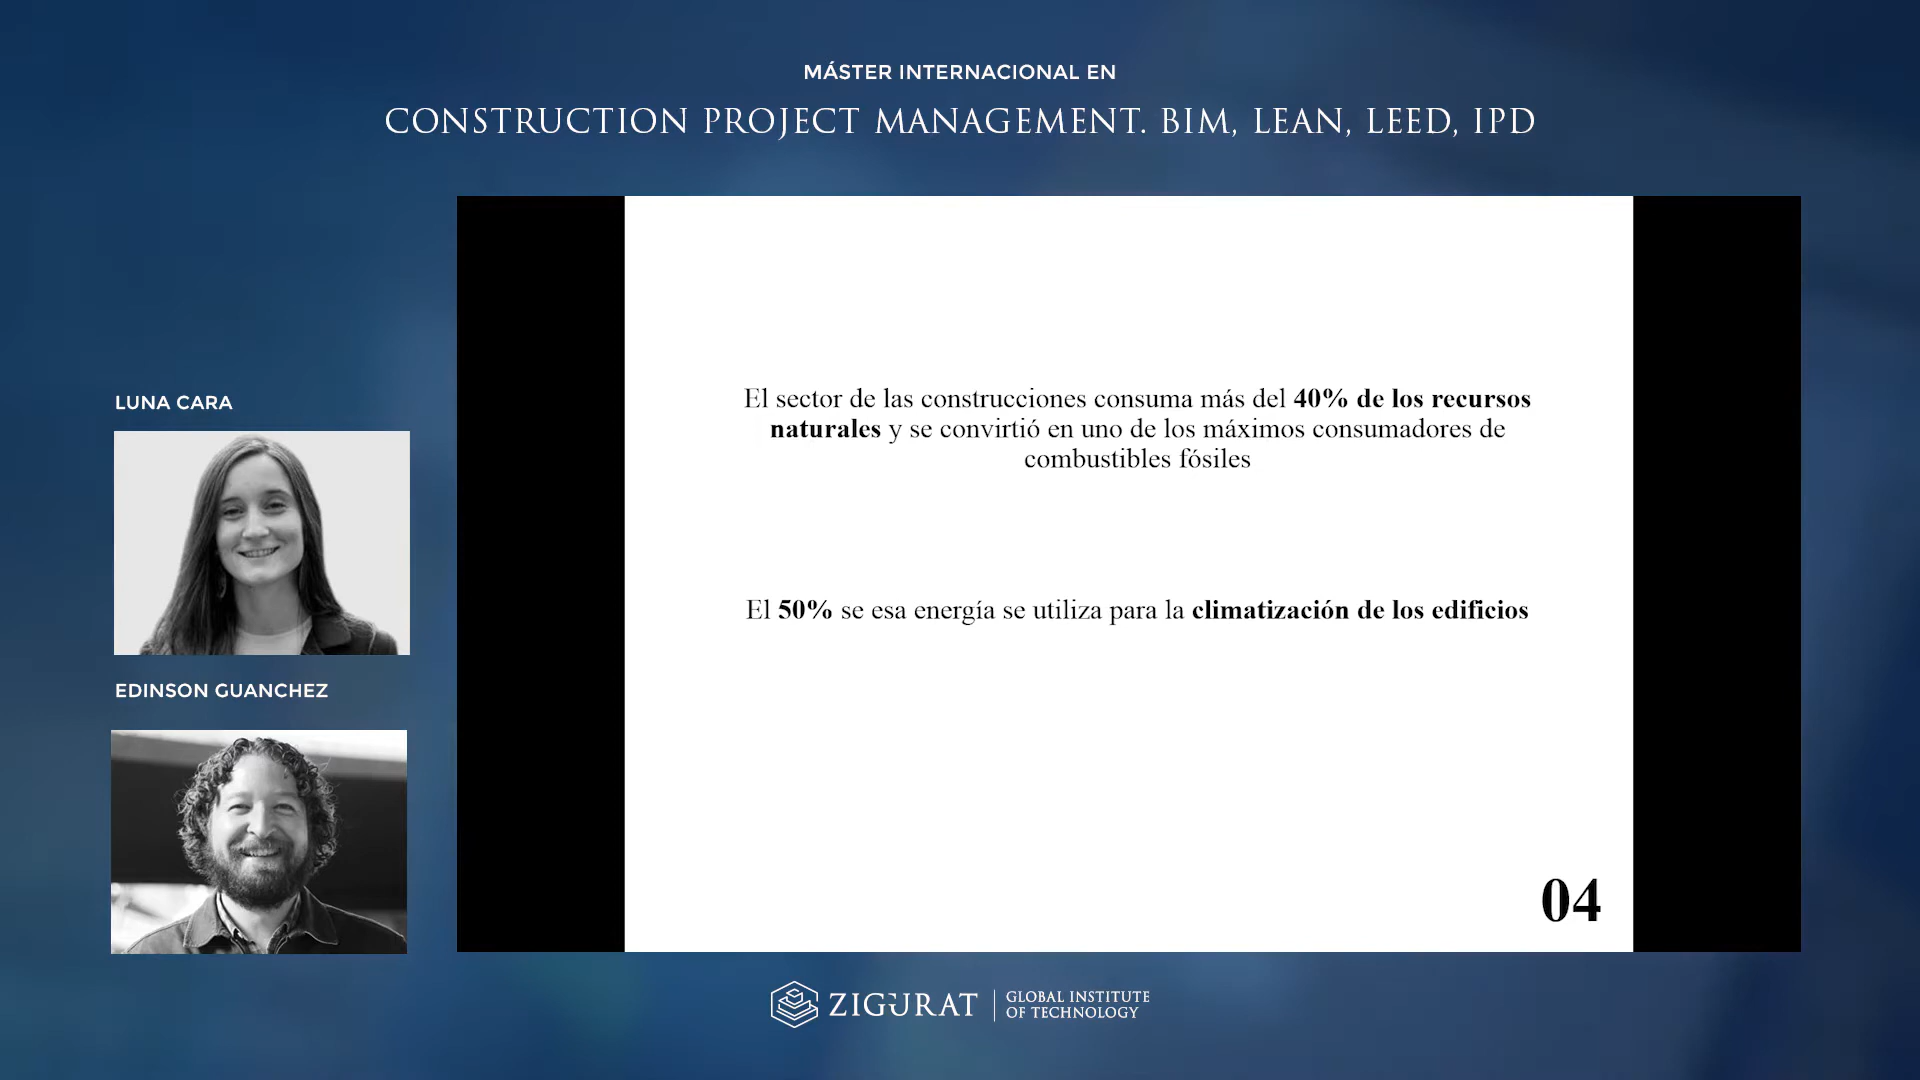 MÁSTER INTERNACIONAL EN
CONSTRUCTION PROJECT MANAGEMENT. BIM, LEAN, LEED, IPD
LUNA CARA
EDINSON GUANCHEZ
El sector de las construcciones consuma más del 40% de los recursos
naturales y se convirtió en uno de los máximos consumadores de
combustibles fósiles
El 50% se esa energía se utiliza para la climatización de los edificios
04
ZIGURAT
GLOBAL INSTITUTE
OF TECHNOLOGY